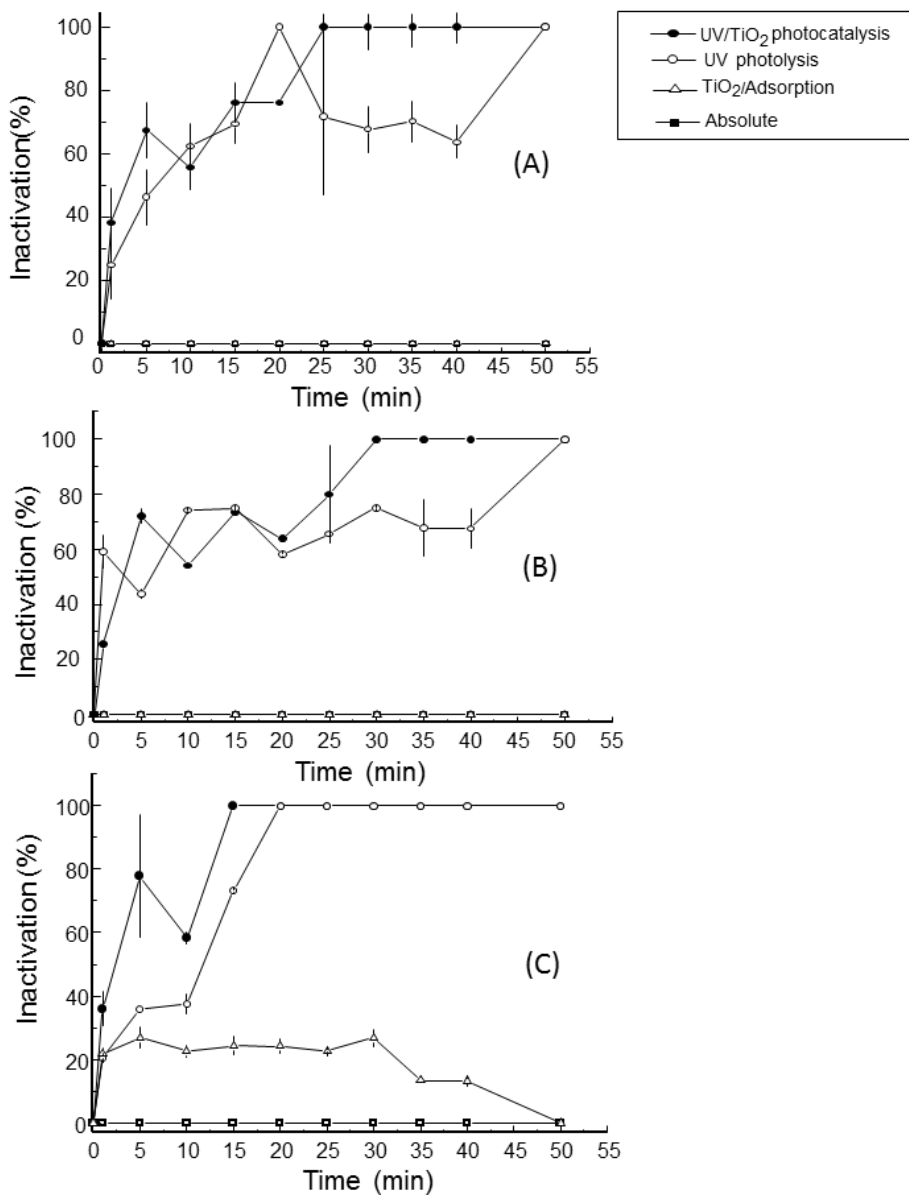 UV/TiO2 photocatalysis
UV photolysis
TiO2/Adsorption
Absolute
Inactivation(%)
100
80
60
40
20
0
(A)
0 5 10 15 20 25 30 35 40 45 50 55
Time (min)
Inactivation (%)
100
80
60
40
20
0
(B)
0 5 10 15 20 25 30 35 40 45 50 55
Time (min)
Inactivation (%)
100
80
60
40
20
0
(C)
0 5 10 15 20 25 30 35 40 45 50 55
Time (min)